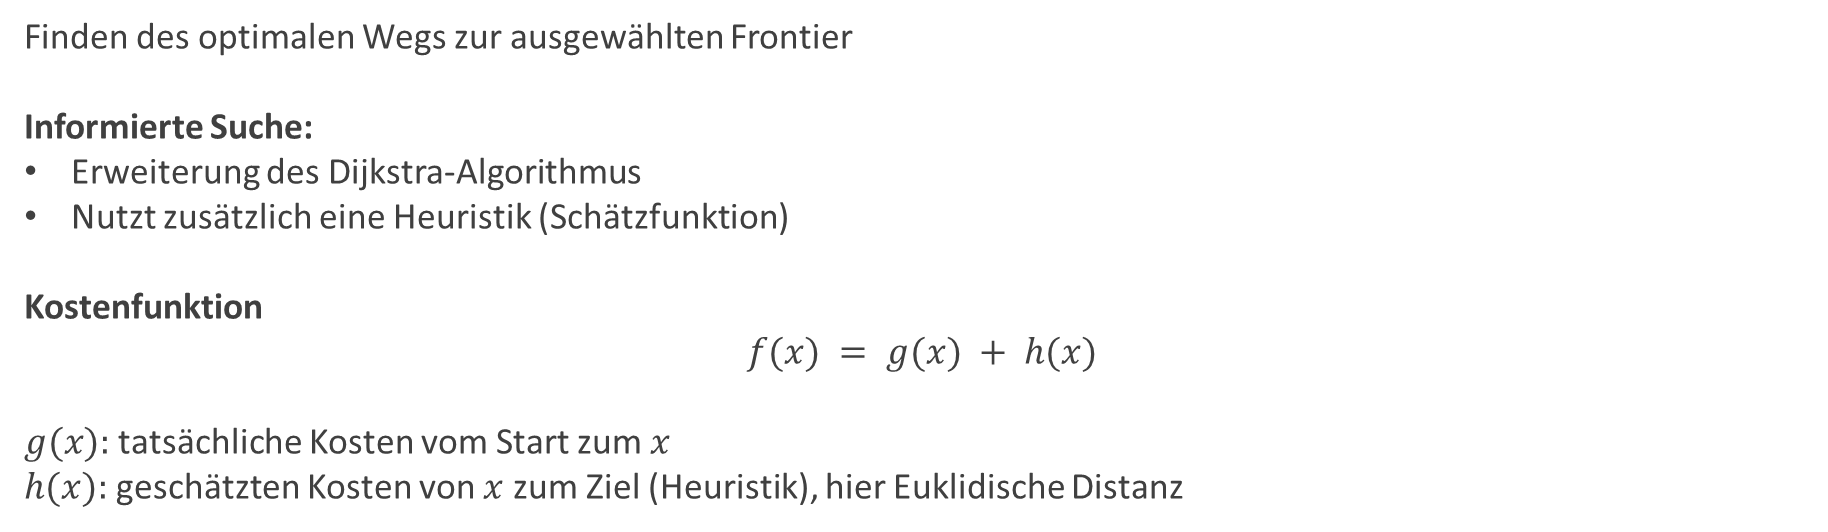 Finden des optimalen Wegs zur ausgewählten Frontier
Informierte Suche:
• Erweiterung des Dijkstra-Algorithmus
• Nutzt zusätzlich eine Heuristik (Schätzfunktion)
Kostenfunktion
f(x) = g(x) + h(x)
g(x): tatsächliche Kosten vom Start zum x
h(x): geschätzten Kosten von x zum Ziel (Heuristik), hier Euklidische Distanz